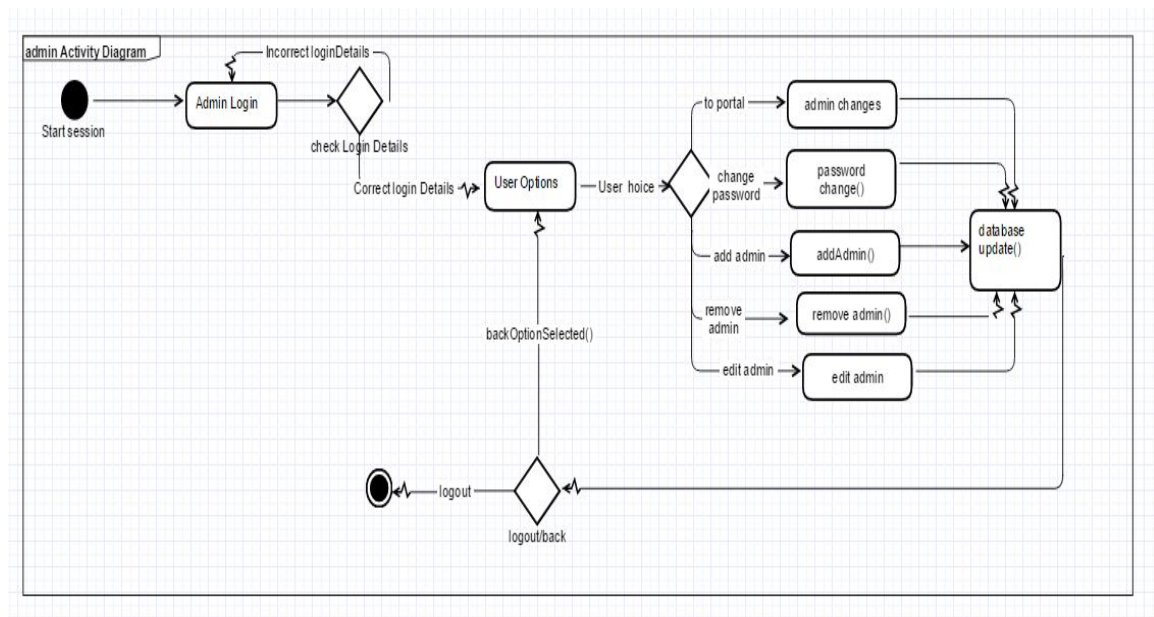 admin Activity Diagram
Incorrect loginDetails
Admin Login
Start session
check Login Details
Correct login Details
User Options
User hoice
to portal
admin changes
change
password
password
change()
add admin
addAdmin()
database
update()
remove
admin
remove admin()
edit admin
edit admin
backOptionSelected()
logout
logout/back